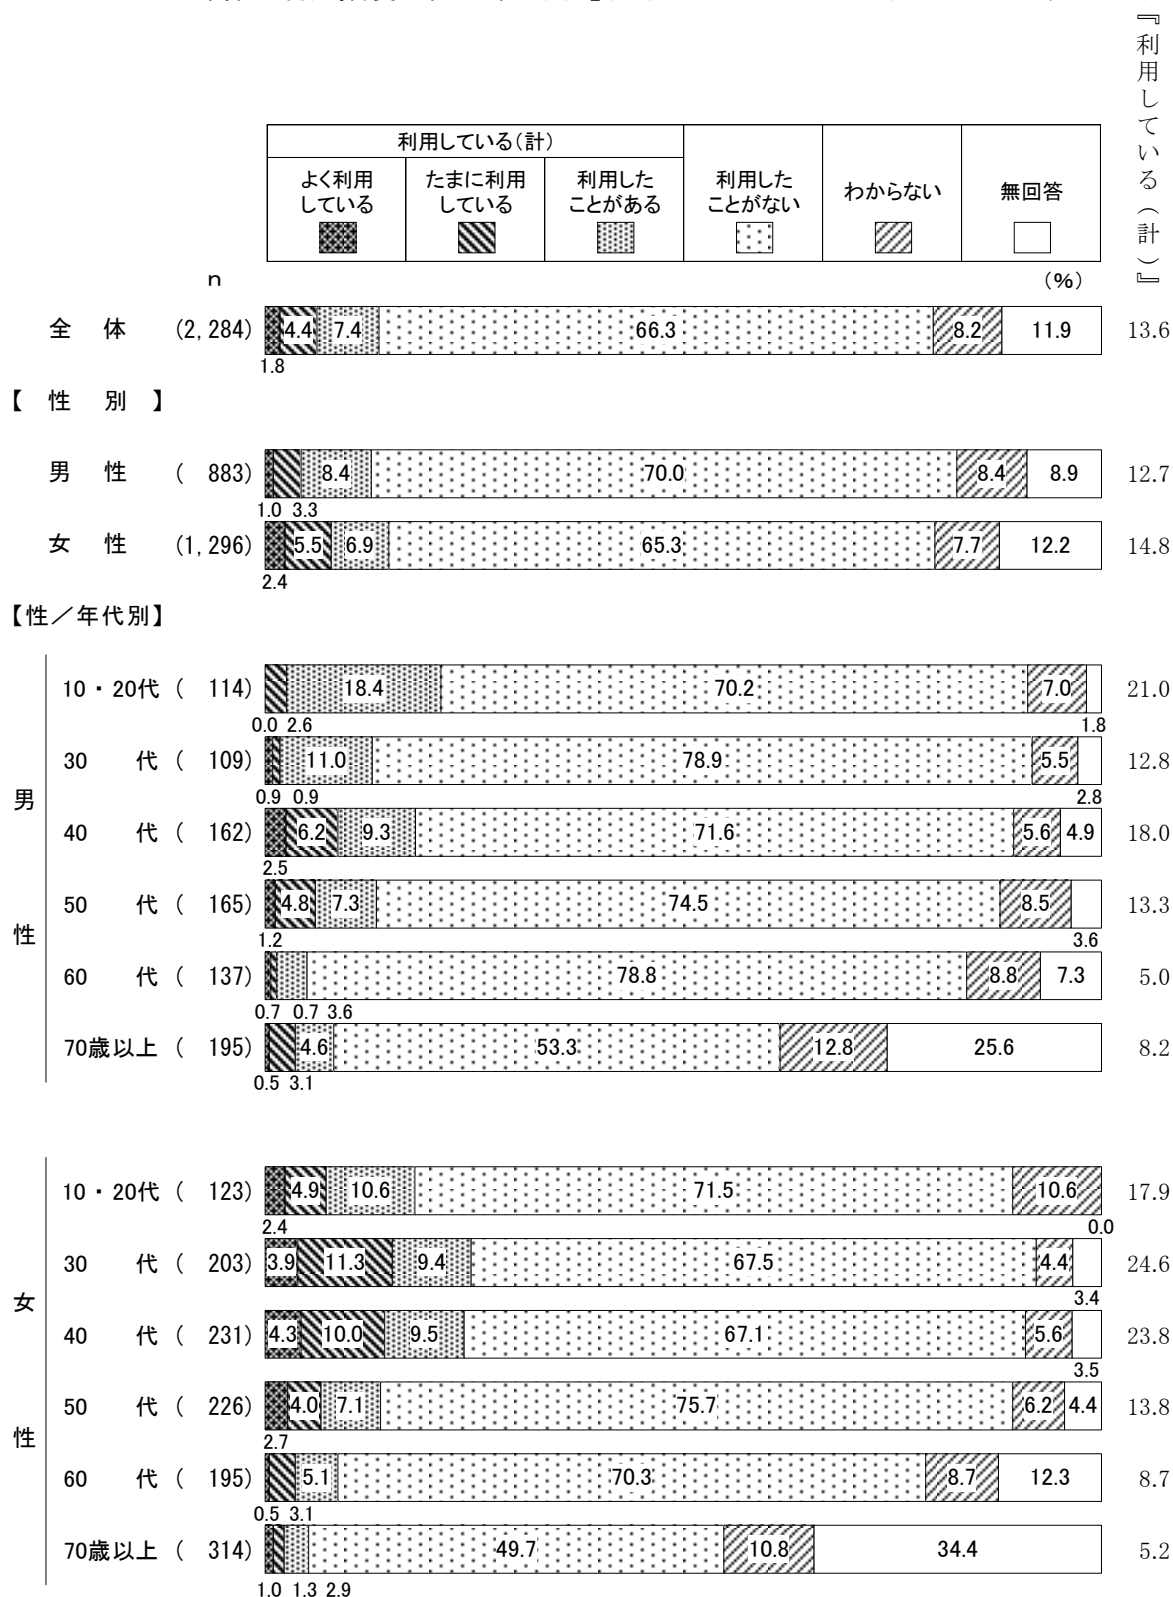 『利用している（計）』
利用している（計）
よく利用
している
たまに利用
している
利用した
ことがある
利用した
ことがない
わからない
無回答
n
（％）
全 体 （2,284） 4.4 7.4 66.3 8.2 11.9 13.6
1.8
【 性 別 】
男 性 （ 883） 8.4 70.0 8.4 8.9 12.7
1.0 3.3
女 性 （1,296） 5.5 6.9 65.3 7.7 12.2 14.8
2.4
【性／年代別】
男性
10・20代 （ 114） 18.4 70.2 7.0 21.0
0.0 2.6 1.8
30 代 （ 109） 11.0 78.9 5.5 12.8
0.9 0.9 2.8
40 代 （ 162） 6.2 9.3 71.6 5.6 4.9 18.0
2.5
50 代 （ 165） 4.8 7.3 74.5 8.5 13.3
1.2 3.6
60 代 （ 137） 78.8 8.8 7.3 5.0
0.7 0.7 3.6
70歳以上 （ 195） 4.6 53.3 12.8 25.6 8.2
0.5 3.1
女性
10・20代 （ 123） 4.9 10.6 71.5 10.6 17.9
2.4 0.0
30 代 （ 203） 3.9 11.3 9.4 67.5 4.4 24.6
3.4
40 代 （ 231） 4.3 10.0 9.5 67.1 5.6 23.8
3.5
50 代 （ 226） 4.0 7.1 75.7 6.2 4.4 13.8
2.7
60 代 （ 195） 5.1 70.3 8.7 12.3 8.7
0.5 3.1
70歳以上 （ 314） 49.7 10.8 34.4 5.2
1.0 1.3 2.9